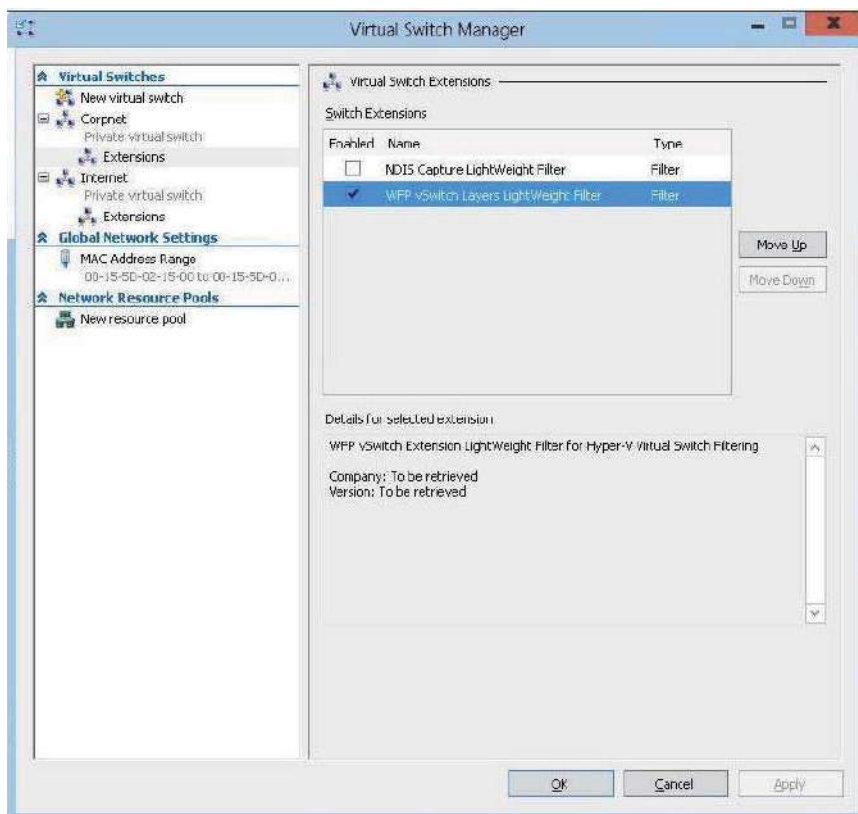 Virtual Switch Manager
Virtual Switches
New virtual switch
Corpnet
Private virtual switch
Extensions
Internet
Private virtual switch
Extensions
Global Network Settings
MAC Address Range
00-15-5D-02-15-00 to 00-15-5D-0...
Network Resource Pools
New resource pool
Virtual Switch Extensions
Switch Extensions
Enabled Name Type
NDIS Capture LightWeight Filter Filter
WFP vSwitch Layers LightWeight Filter Filter
Move Up
Move Down
Details for selected extension
WFP vSwitch Extension LightWeight Filter for Hyper-V Virtual Switch Filtering
Company: To be retrieved
Version: To be retrieved
OK Cancel Apply